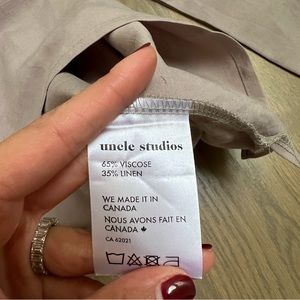 uncle studios
65% VISCOSE
35% LINEN
WE MADE IT IN
CANADA
NOUS AVONS FAIT EN
CANADA
CA 62021